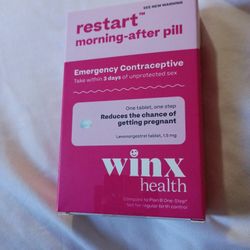 SEE NEW WARNING
restart™
morning-after pill
Emergency Contraceptive
Take within 3 days of unprotected sex
One tablet, one step
Reduces the chance of
getting pregnant
Levonorgestrel tablet, 1.5 mg
winx
health
Compare to Plan B One-Step®
Not for regular birth control